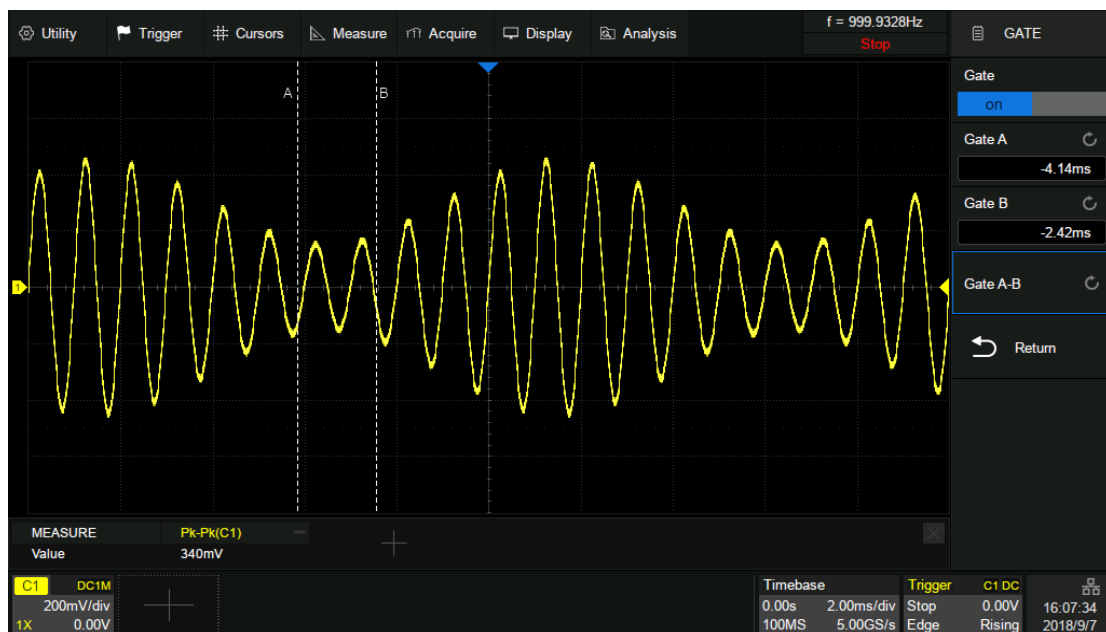 Utility Trigger Cursors Measure Acquire Display Analysis f = 999.9328Hz
Stop
GATE
A B
1
Gate
on
Gate A
-4.14ms
Gate B
-2.42ms
Gate A-B
Return
MEASURE Pk-Pk(C1)
Value 340mV
C1 DC1M
200mV/div
1X 0.00V
Timebase
0.00s 2.00ms/div
100MS 5.00GS/s
Trigger C1 DC
Stop 0.00V
Edge Rising
16:07:34
2018/9/7